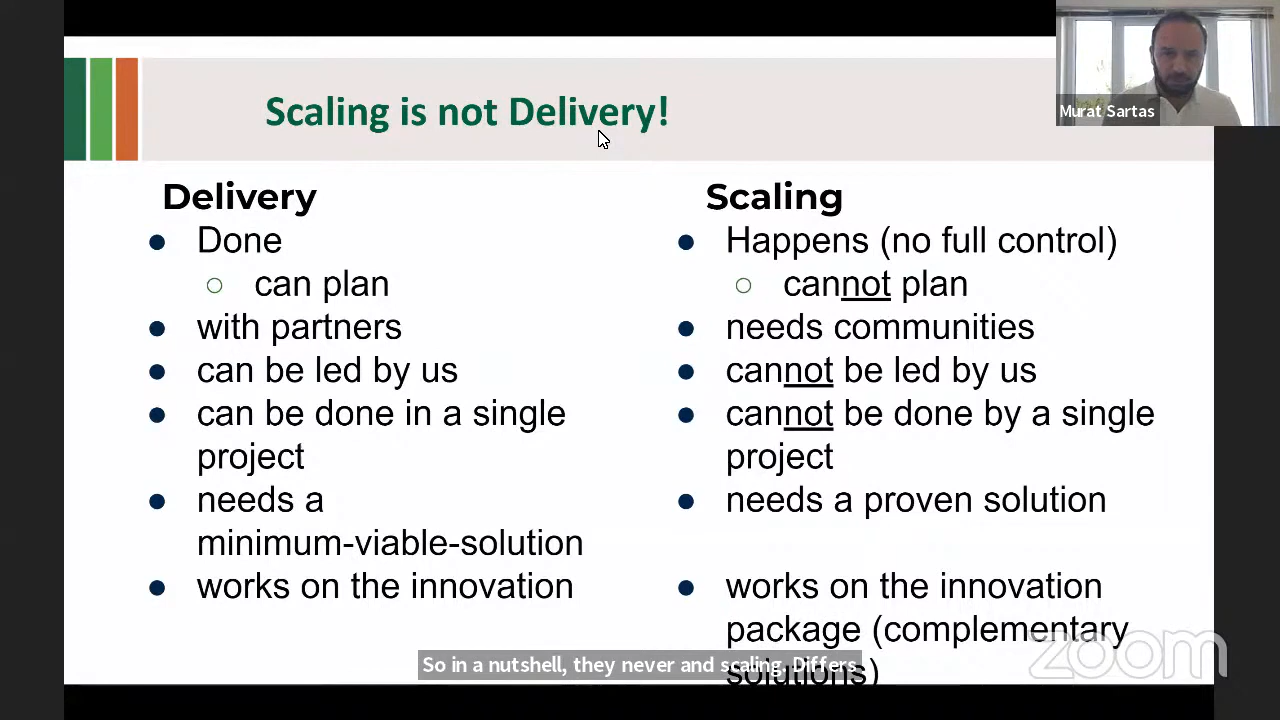 Scaling is not Delivery!
Murat Sartas
Delivery
Done
can plan
with partners
can be led by us
can be done in a single
project
needs a
minimum-viable-solution
works on the innovation
Scaling
Happens (no full control)
cannot plan
needs communities
cannot be led by us
cannot be done by a single
project
needs a proven solution
works on the innovation
package (complementary
solutions)
So in a nutshell, they never and scaling. Differs
zoom